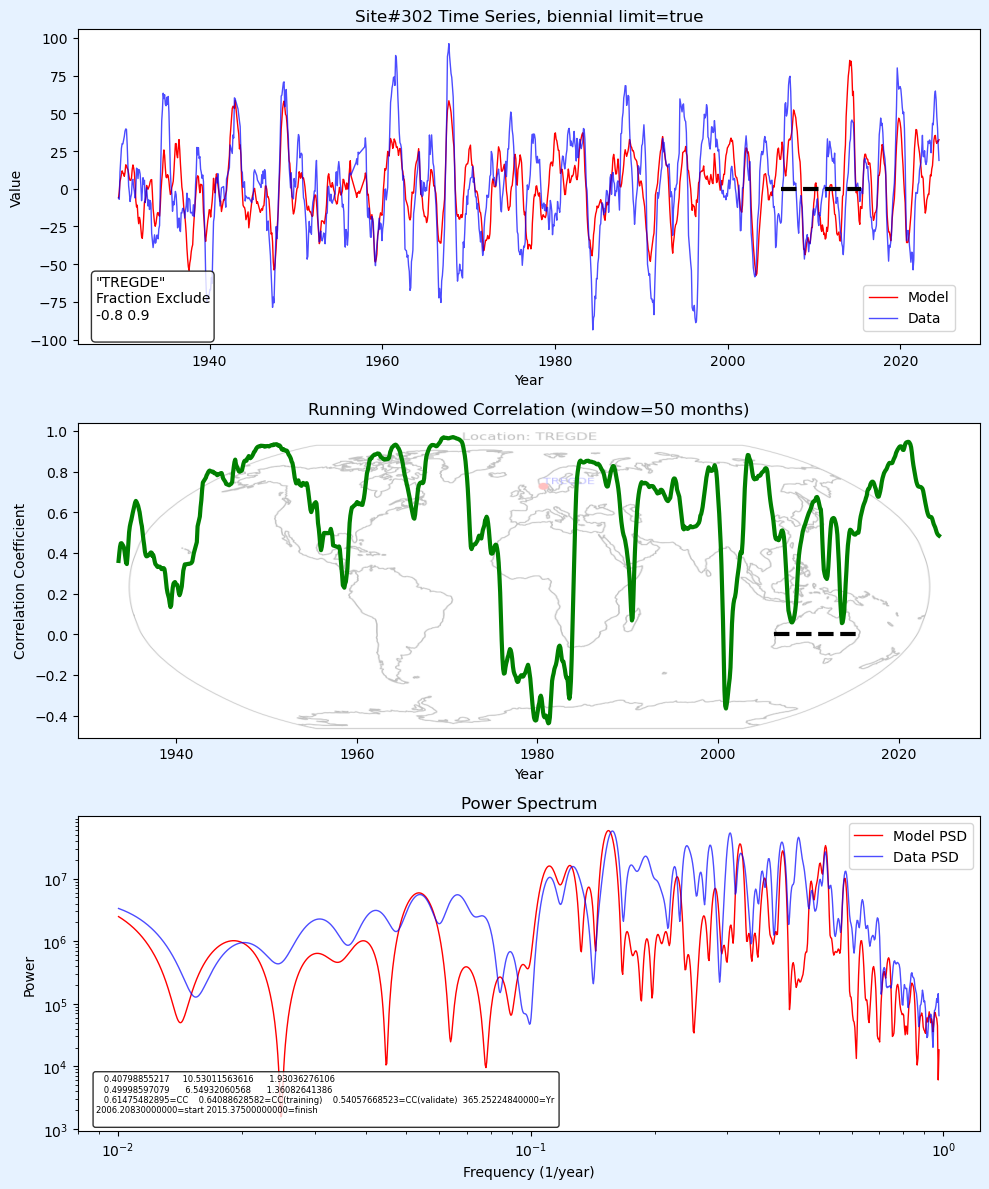 Site#302 Time Series, biennial limit=true
Value
100
75
50
25
0
−25
−50
−75
−100
"TREGDE"
Fraction Exclude
-0.8 0.9
Model
Data
1940
1960
1980
2000
2020
Year
Running Windowed Correlation (window=50 months)
Location: TREGDE
TREGDE
Correlation Coefficient
1.0
0.8
0.6
0.4
0.2
0.0
−0.2
−0.4
1940
1960
1980
2000
2020
Year
Power Spectrum
Model PSD
Data PSD
Power
10^7
10^6
10^5
10^4
10^3
0.40798855217 10.53011563616 1.93036276106
0.49998597079 6.54932060568 1.36082641386
0.61475482895=CC 0.64088628582=CC(training) 0.54057668523=CC(validate) 365.25224840000=Yr
2006.20830000000=start 2015.37500000000=finish
10^−2
10^−1
10^0
Frequency (1/year)